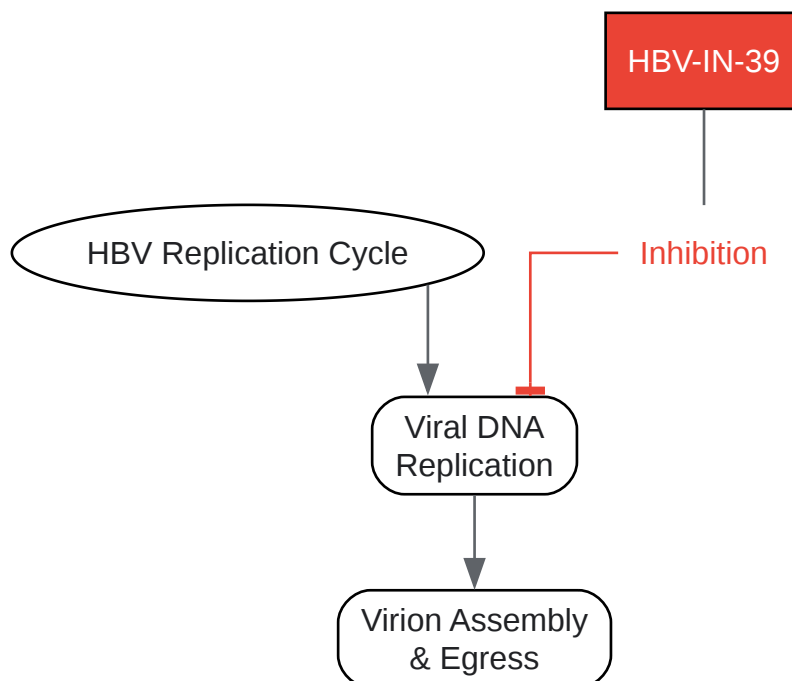 HBV-IN-39
HBV Replication Cycle
Inhibition
Viral DNA
Replication
Virion Assembly
& Egress